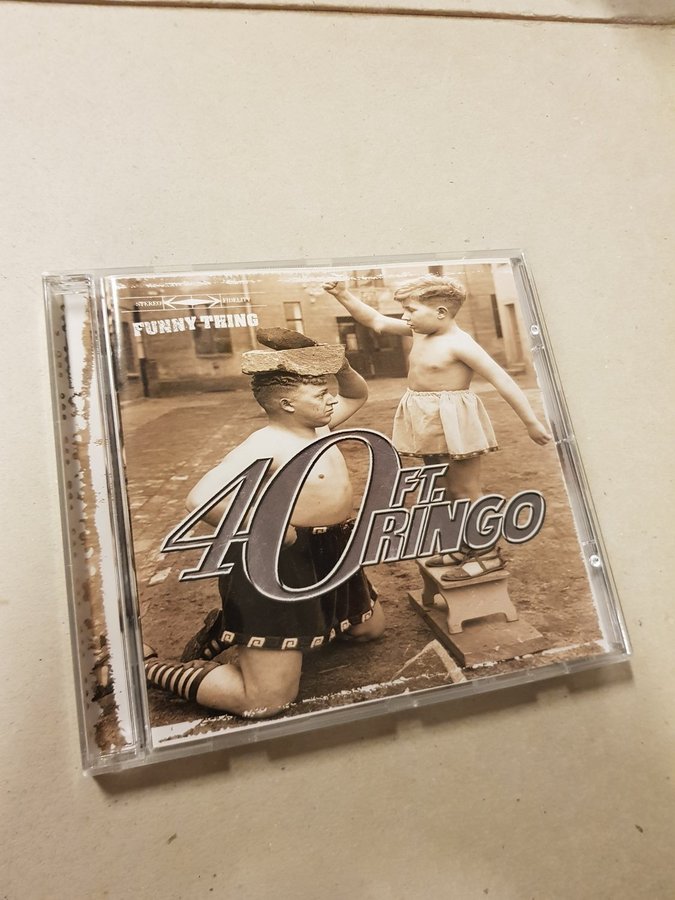 STEREO FIDELITY
FUNNY THING
40 FT.
RINGO